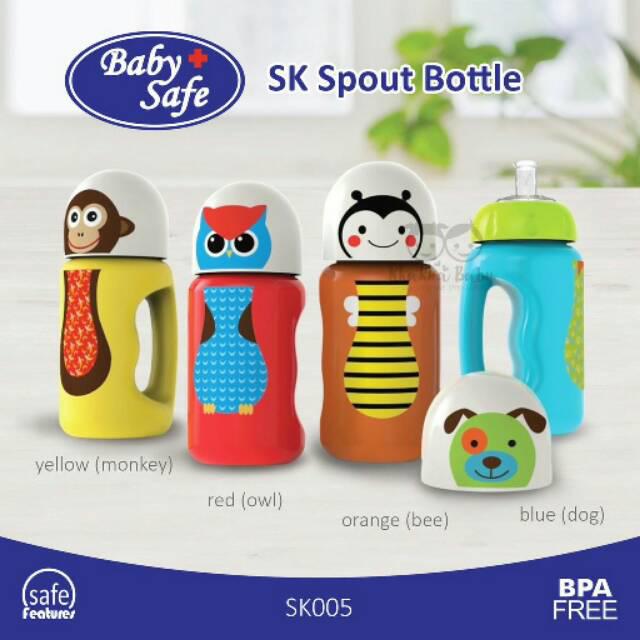 Baby
Safe
SK Spout Bottle
yellow (monkey)
red (owl)
orange (bee)
blue (dog)
safe
features
SK005
BPA
FREE